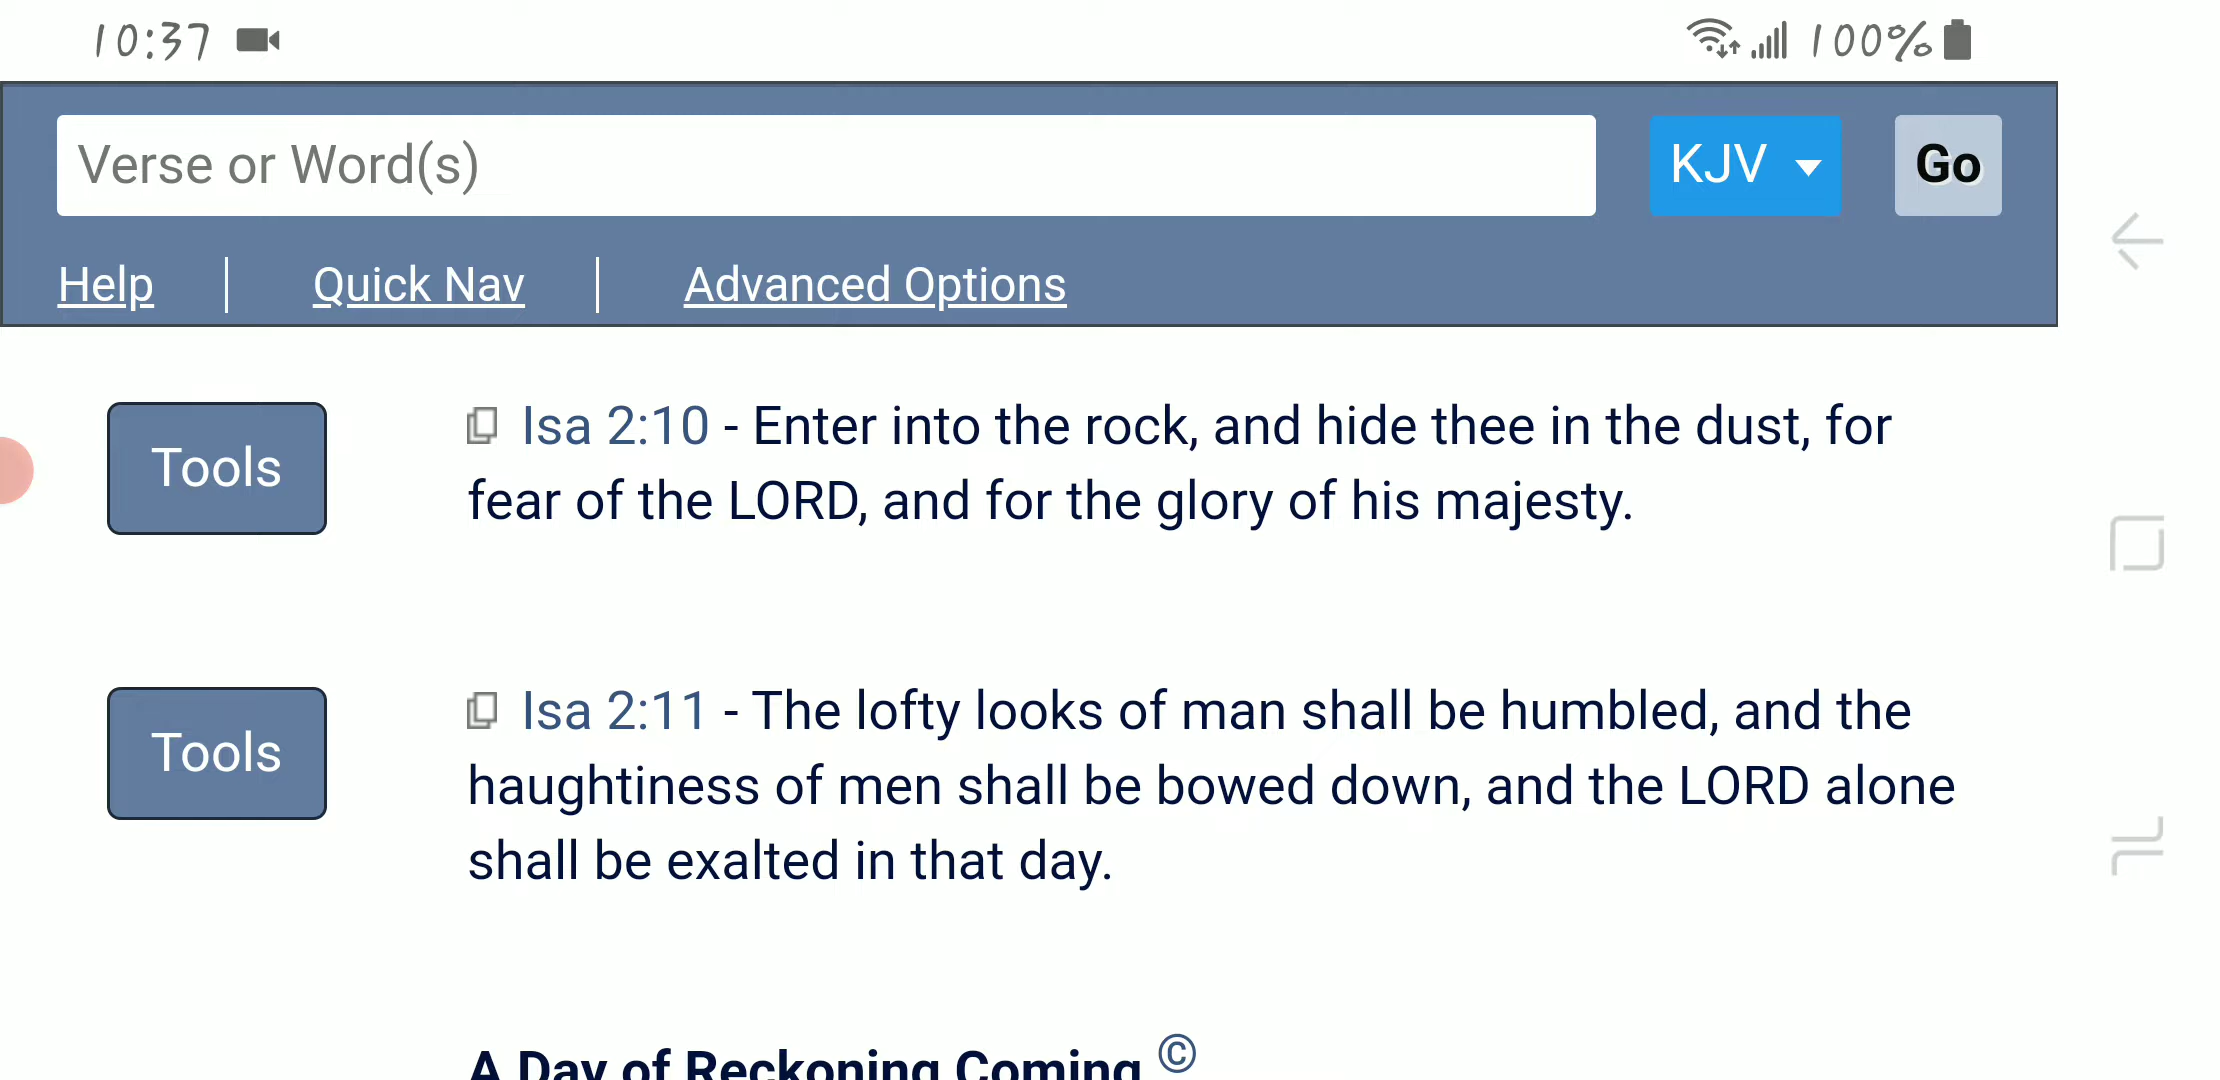 10:37 100%
Verse or Word(s) KJV Go
Help Quick Nav Advanced Options
Tools
Isa 2:10 - Enter into the rock, and hide thee in the dust, for
fear of the LORD, and for the glory of his majesty.
Tools
Isa 2:11 - The lofty looks of man shall be humbled, and the
haughtiness of men shall be bowed down, and the LORD alone
shall be exalted in that day.
A Day of Reckoning Coming ©